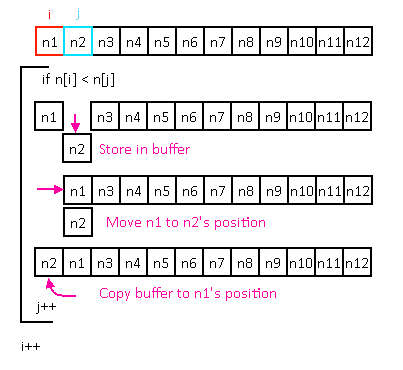 i j
n1 n2 n3 n4 n5 n6 n7 n8 n9 n10 n11 n12
if n[i] < n[j]
n1 n3 n4 n5 n6 n7 n8 n9 n10 n11 n12
n2 Store in buffer
n1 n3 n4 n5 n6 n7 n8 n9 n10 n11 n12
n2 Move n1 to n2's position
n2 n1 n3 n4 n5 n6 n7 n8 n9 n10 n11 n12
Copy buffer to n1's position
j++
i++